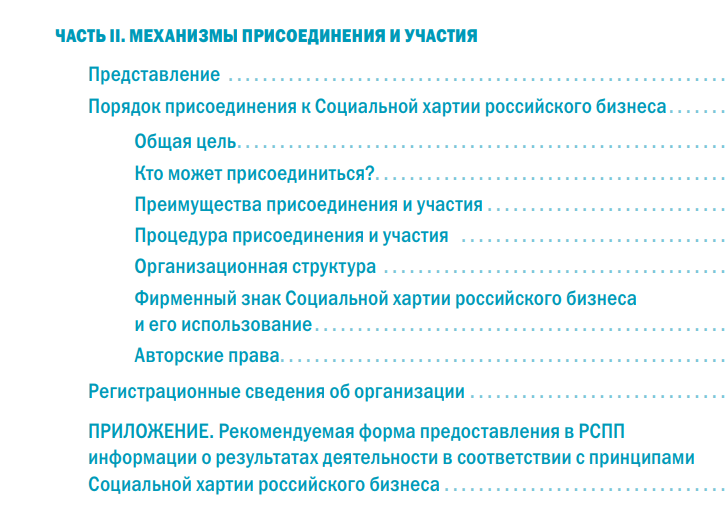 ЧАСТЬ II. МЕХАНИЗМЫ ПРИСОЕДИНЕНИЯ И УЧАСТИЯ
Представление ........................................
Порядок присоединения к Социальной хартии российского бизнеса......
Общая цель...............................................
Кто может присоединиться?...................................
Преимущества присоединения и участия ......................
Процедура присоединения и участия ........................
Организационная структура ...............................
Фирменный знак Социальной хартии российского бизнеса
и его использование.......................................
Авторские права..........................................
Регистрационные сведения об организации .......................
ПРИЛОЖЕНИЕ. Рекомендуемая форма предоставления в РСПП
информации о результатах деятельности в соответствии с принципами
Социальной хартии российского бизнеса ..........................